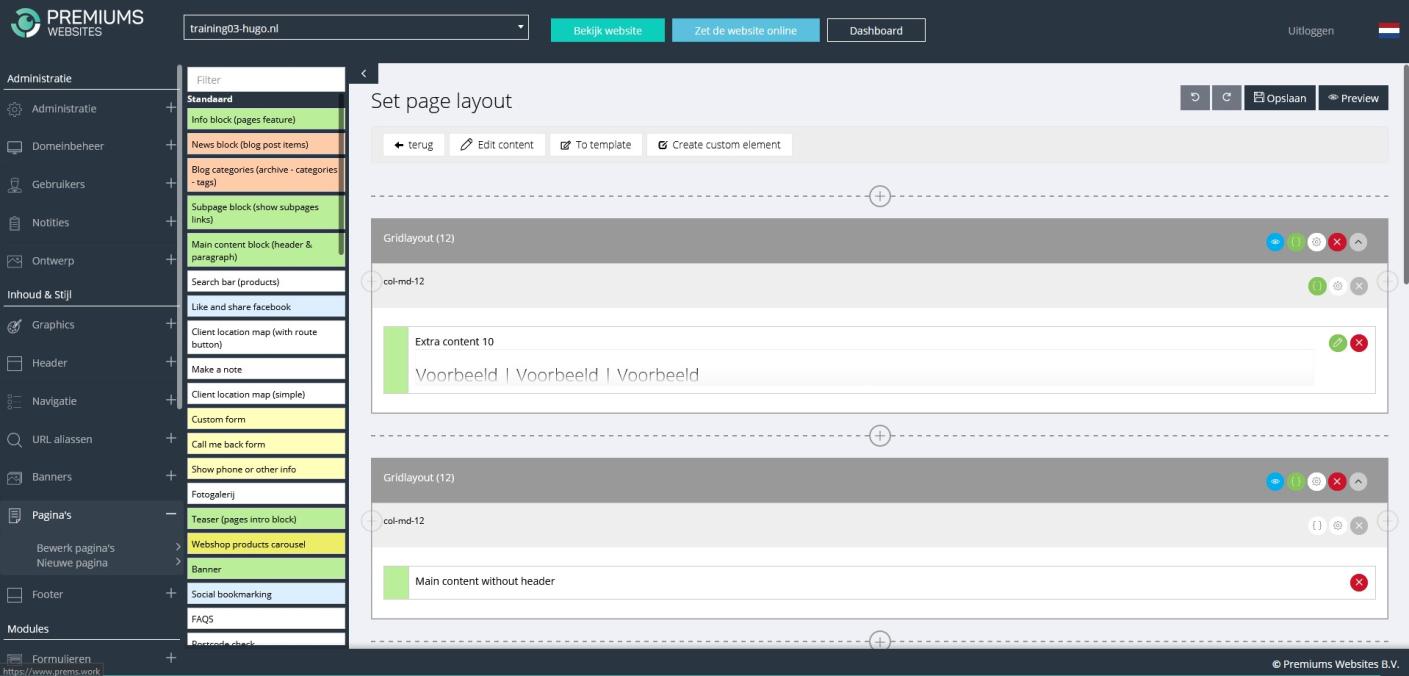 PREMIUMS
WEBSITES
training03-hugo.nl
Bekijk website
Zet de website online
Dashboard
Uitloggen
Administratie
Administratie
Domeinbeheer
Gebruikers
Notities
Ontwerp
Inhoud & Stijl
Graphics
Header
Navigatie
URL aliassen
Banners
Pagina's
Bewerk pagina's
Nieuwe pagina
Footer
Modules
Formulieren
https://www.prems.work
Filter
Standaard
Info block (pages feature)
News block (blog post items)
Blog categories (archive - categories
- tags)
Subpage block (show subpages
links)
Main content block (header &
paragraph)
Search bar (products)
Like and share facebook
Client location map (with route
button)
Make a note
Client location map (simple)
Custom form
Call me back form
Show phone or other info
Fotogalerij
Teaser (pages intro block)
Webshop products carousel
Banner
Social bookmarking
FAQS
Postcode check
Set page layout
Opslaan
Preview
terug
Edit content
To template
Create custom element
Gridlayout (12)
col-md-12
Extra content 10
Voorbeeld | Voorbeeld | Voorbeeld
Gridlayout (12)
col-md-12
Main content without header
© Premiums Websites B.V.